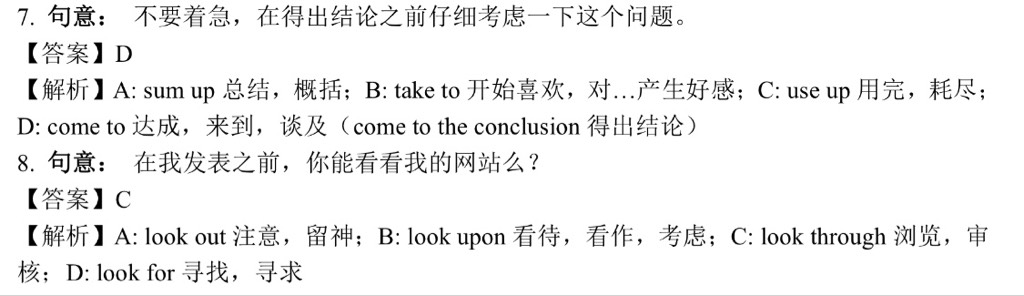 7. 句意： 不要着急，在得出结论之前仔细考虑一下这个问题。
【答案】D
【解析】A: sum up 总结，概括；B: take to 开始喜欢，对…产生好感；C: use up 用完，耗尽；
D: come to 达成，来到，谈及（come to the conclusion 得出结论）
8. 句意： 在我发表之前，你能看看我的网站么？
【答案】C
【解析】A: look out 注意，留神；B: look upon 看待，看作，考虑；C: look through 浏览，审
核；D: look for 寻找，寻求